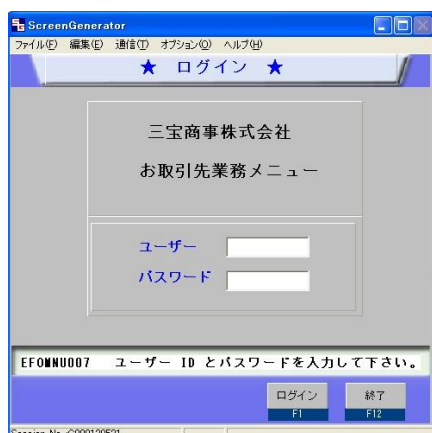 ScreenGenerator
ファイル(F) 編集(E) 通信(T) オプション(O) ヘルプ(H)
★ ログイン ★
三宝商事株式会社
お取引先業務メニュー
ユーザー
パスワード
EFOMNU007 ユーザー ID とパスワードを入力して下さい。
ログイン 終了
F1 F12